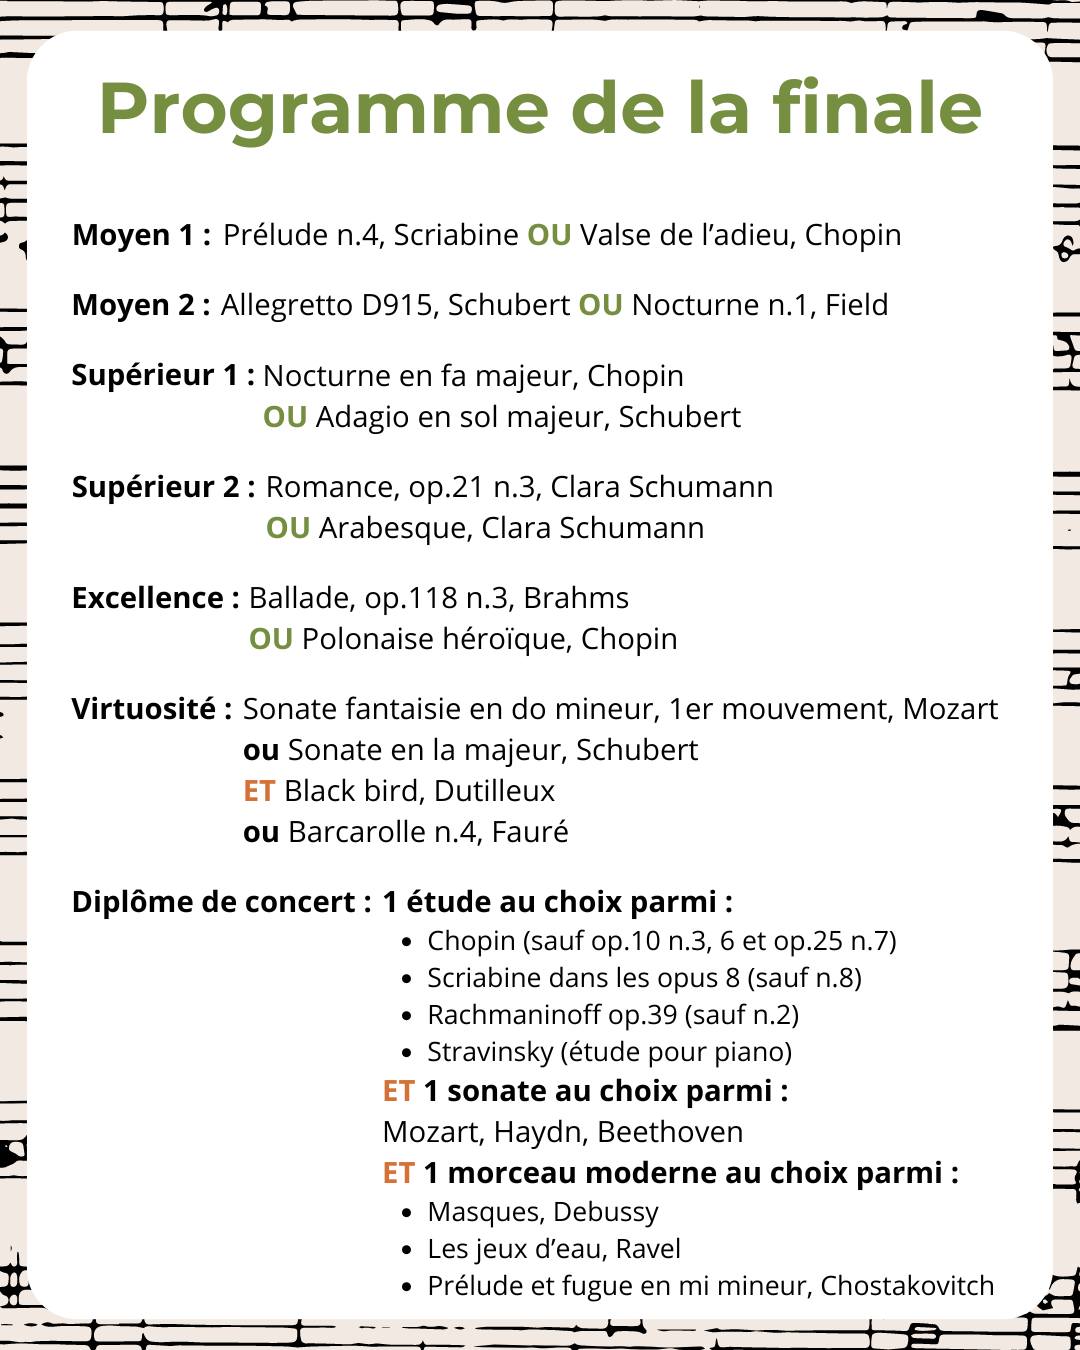 Programme de la finale
Moyen 1 : Prélude n.4, Scriabine OU Valse de l’adieu, Chopin
Moyen 2 : Allegretto D915, Schubert OU Nocturne n.1, Field
Supérieur 1 : Nocturne en fa majeur, Chopin
OU Adagio en sol majeur, Schubert
Supérieur 2 : Romance, op.21 n.3, Clara Schumann
OU Arabesque, Clara Schumann
Excellence : Ballade, op.118 n.3, Brahms
OU Polonaise héroïque, Chopin
Virtuosité : Sonate fantaisie en do mineur, 1er mouvement, Mozart
ou Sonate en la majeur, Schubert
ET Black bird, Dutilleux
ou Barcarolle n.4, Fauré
Diplôme de concert : 1 étude au choix parmi :
• Chopin (sauf op.10 n.3, 6 et op.25 n.7)
• Scriabine dans les opus 8 (sauf n.8)
• Rachmaninoff op.39 (sauf n.2)
• Stravinsky (étude pour piano)
ET 1 sonate au choix parmi :
Mozart, Haydn, Beethoven
ET 1 morceau moderne au choix parmi :
• Masques, Debussy
• Les jeux d’eau, Ravel
• Prélude et fugue en mi mineur, Chostakovitch